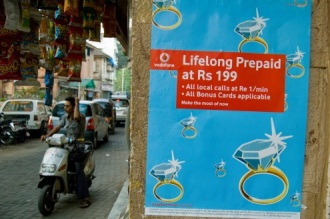 vodafone
Lifelong Prepaid
at Rs 199
• All local calls at Re 1/min
• All Bonus Cards applicable
Make the most of now